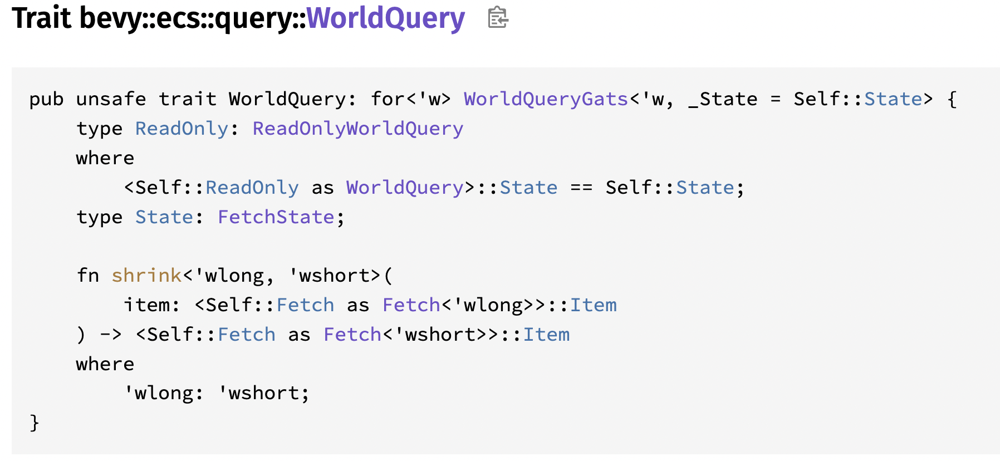 Trait bevy::ecs::query::WorldQuery
pub unsafe trait WorldQuery: for<'w> WorldQueryGats<'w, _State = Self::State> {
    type ReadOnly: ReadOnlyWorldQuery
    where
        <Self::ReadOnly as WorldQuery>::State == Self::State;
    type State: FetchState;

    fn shrink<'wlong, 'wshort>(
        item: <Self::Fetch as Fetch<'wlong>>::Item
    ) -> <Self::Fetch as Fetch<'wshort>>::Item
    where
        'wlong: 'wshort;
}